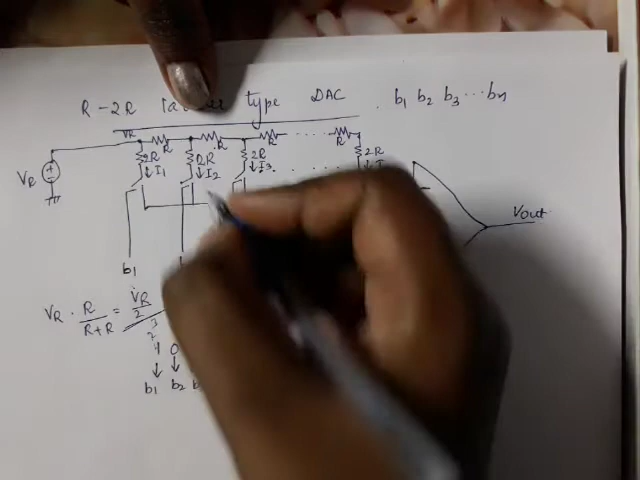 R-2R ladder type DAC b1 b2 b3 ... bn
VR R R R R
VR 2R 2R 2R 2R
I1 I2 I3 I
Vout
b1
VR . R/(R+R) = VR/2
b1 b2